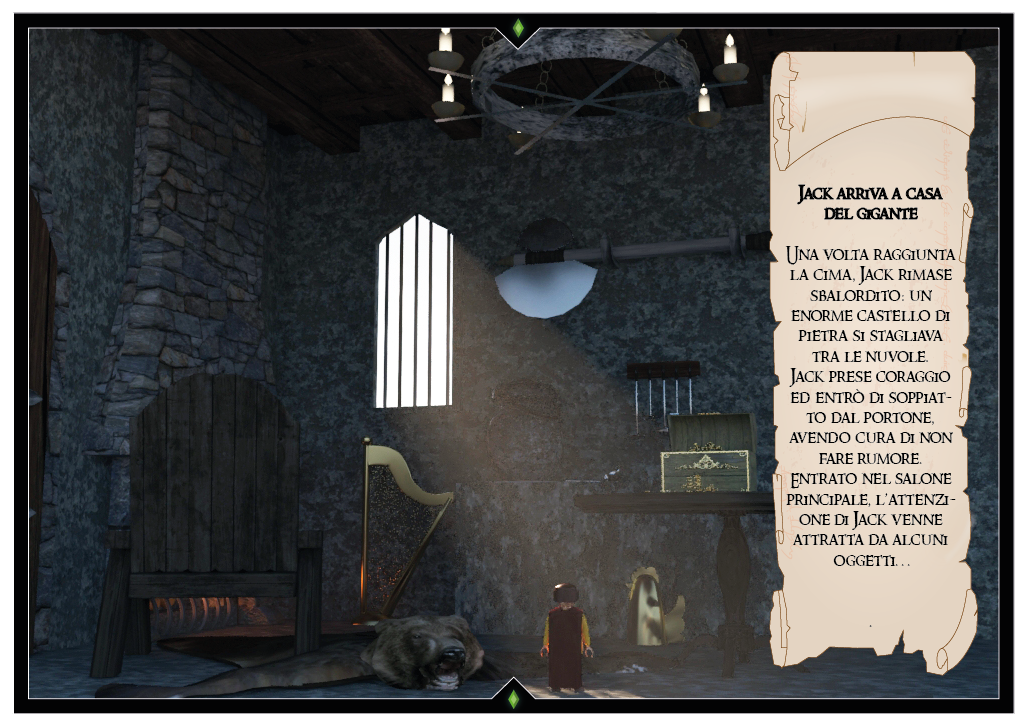 Jack arriva a casa
del gigante
Una volta raggiunta
la cima, Jack rimase
sbalordito: un
enorme castello di
pietra si stagliava
tra le nuvole.
Jack prese coraggio
ed entrò di soppiat-
to dal portone,
avendo cura di non
fare rumore.
Entrato nel salone
principale, l'attenzi-
one di Jack venne
attratta da alcuni
oggetti...